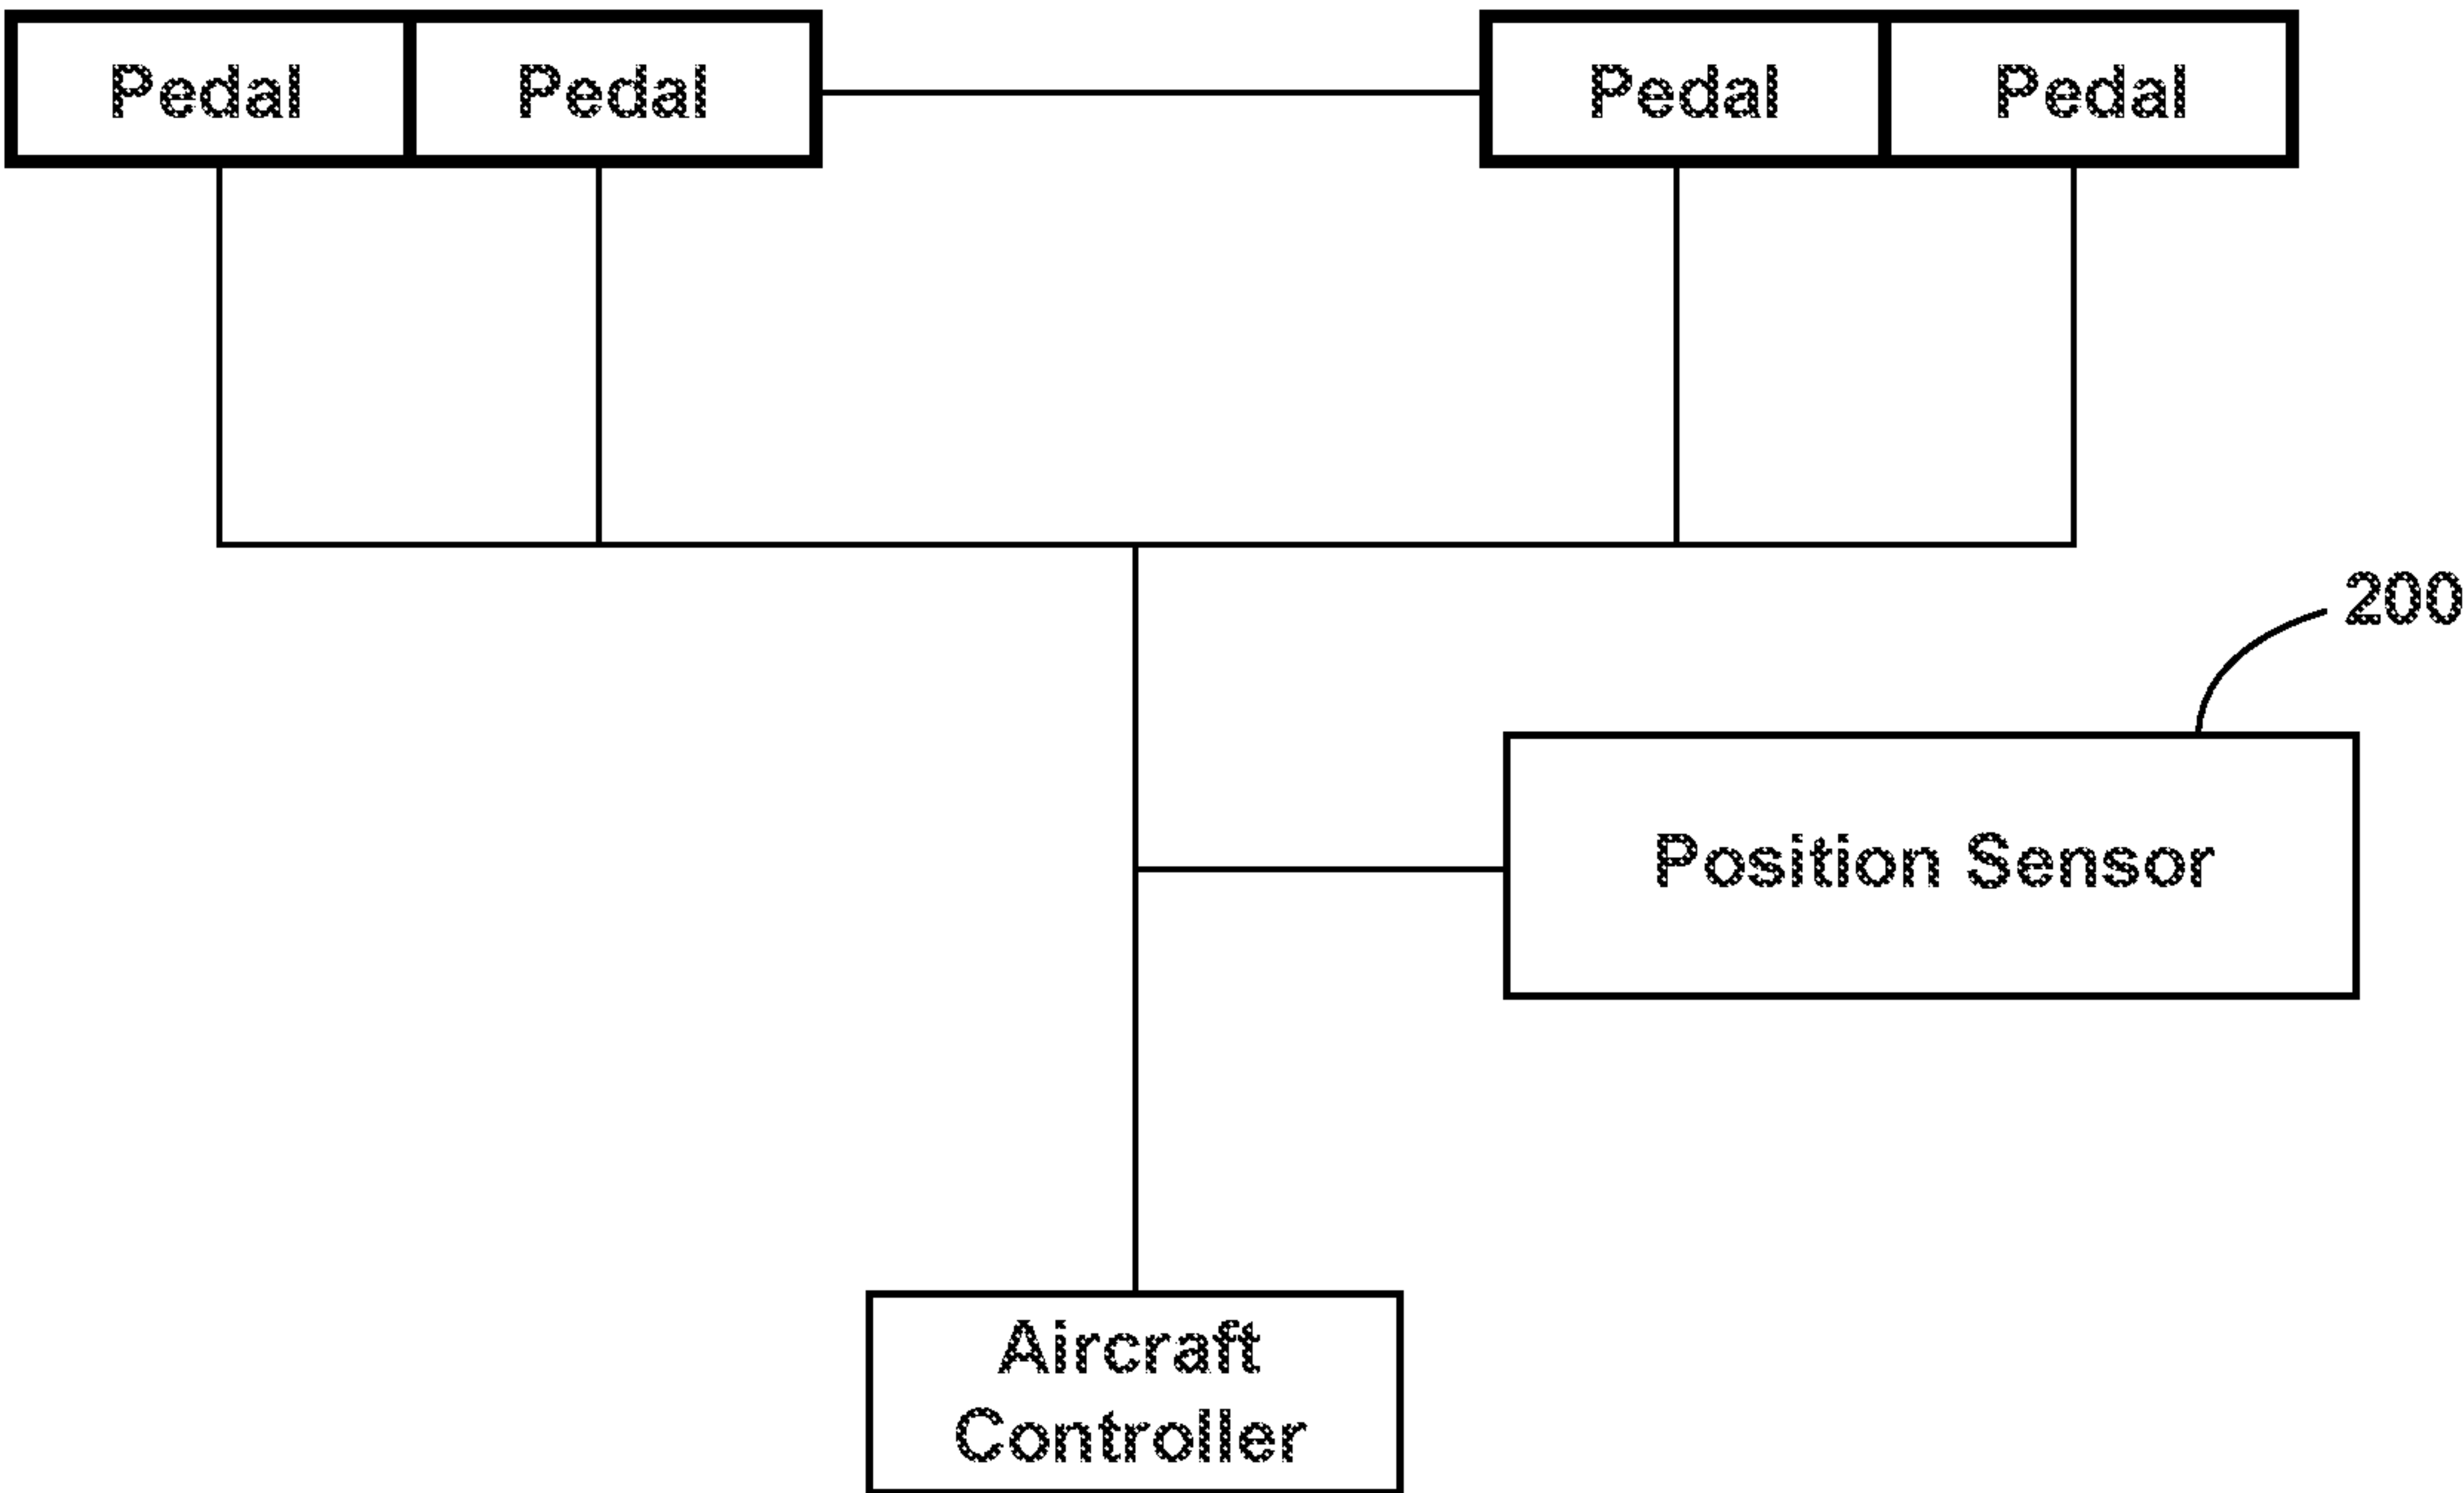 Pedal Pedal Pedal Pedal
200
Position Sensor
Aircraft
Controller